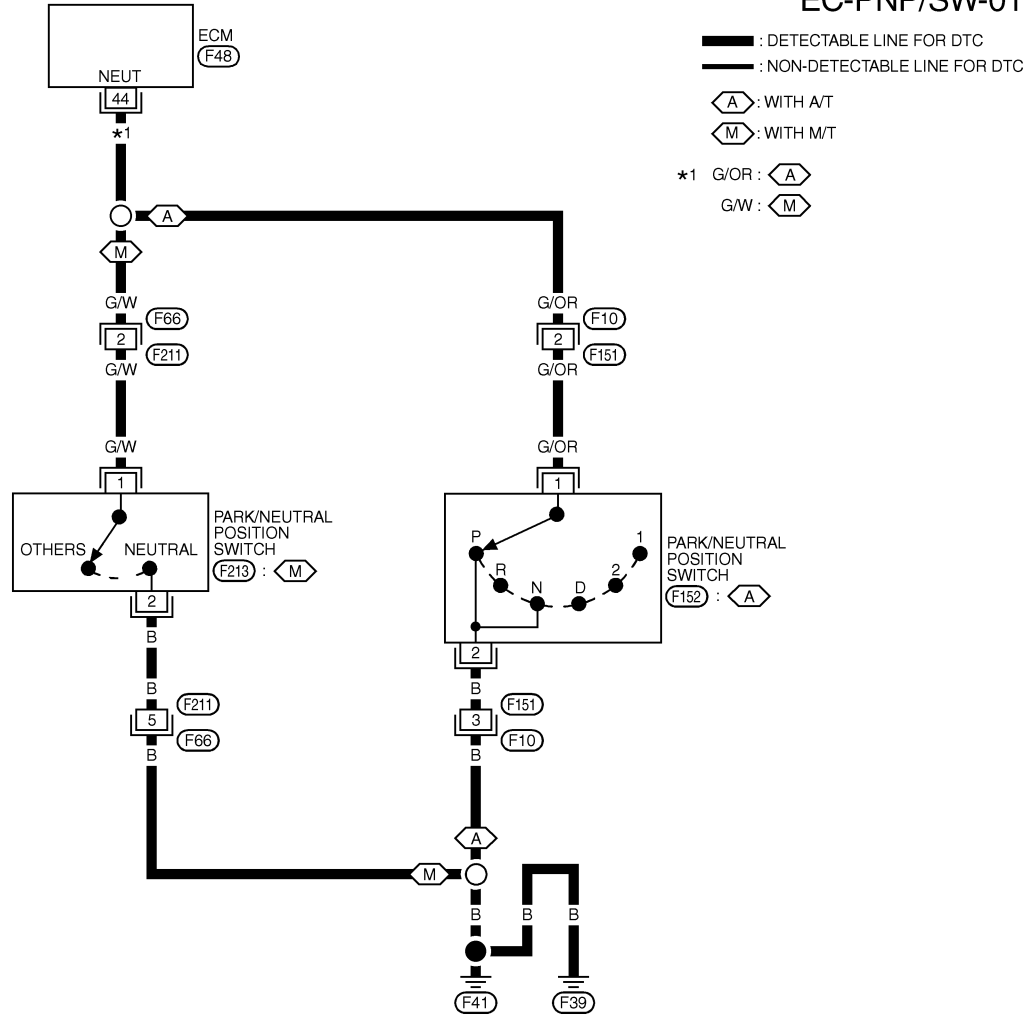 EC-PNP/SW-01
: DETECTABLE LINE FOR DTC
: NON-DETECTABLE LINE FOR DTC
A : WITH A/T
M : WITH M/T
*1 G/OR : A
G/W : M
ECM
F48
NEUT
44
*1
A
M
G/W
F66
2
F211
G/W
G/W
1
G/OR
F10
2
F151
G/OR
G/OR
1
OTHERS
NEUTRAL
PARK/NEUTRAL
POSITION
SWITCH
F213 : M
2
B
B
F211
5
F66
B
P
R
N
D
2
1
PARK/NEUTRAL
POSITION
SWITCH
F152 : A
2
B
F151
3
F10
B
A
M
B
B
B
F41
F39